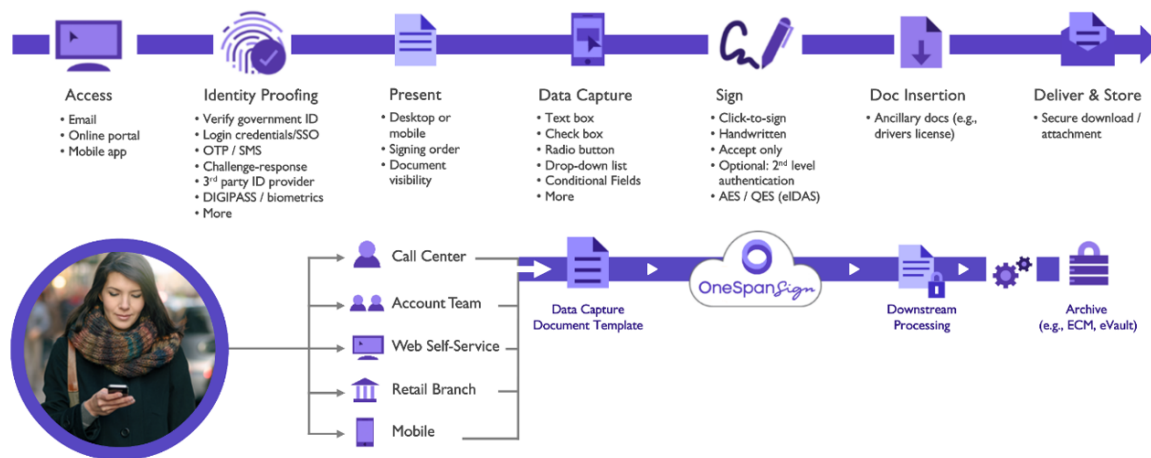 Access
• Email
• Online portal
• Mobile app
Identity Proofing
• Verify government ID
• Login credentials/SSO
• OTP / SMS
• Challenge-response
• 3rd party ID provider
• DIGIPASS / biometrics
• More
Present
• Desktop or
mobile
• Signing order
• Document
visibility
Data Capture
• Text box
• Check box
• Radio button
• Drop-down list
• Conditional Fields
• More
Sign
• Click-to-sign
• Handwritten
• Accept only
• Optional: 2nd level
authentication
• AES / QES (eIDAS)
Doc Insertion
• Ancillary docs (e.g.,
drivers license)
Deliver & Store
• Secure download /
attachment
Call Center
Account Team
Web Self-Service
Retail Branch
Mobile
Data Capture
Document Template
OneSpanSign
Downstream
Processing
Archive
(e.g., ECM, eVault)